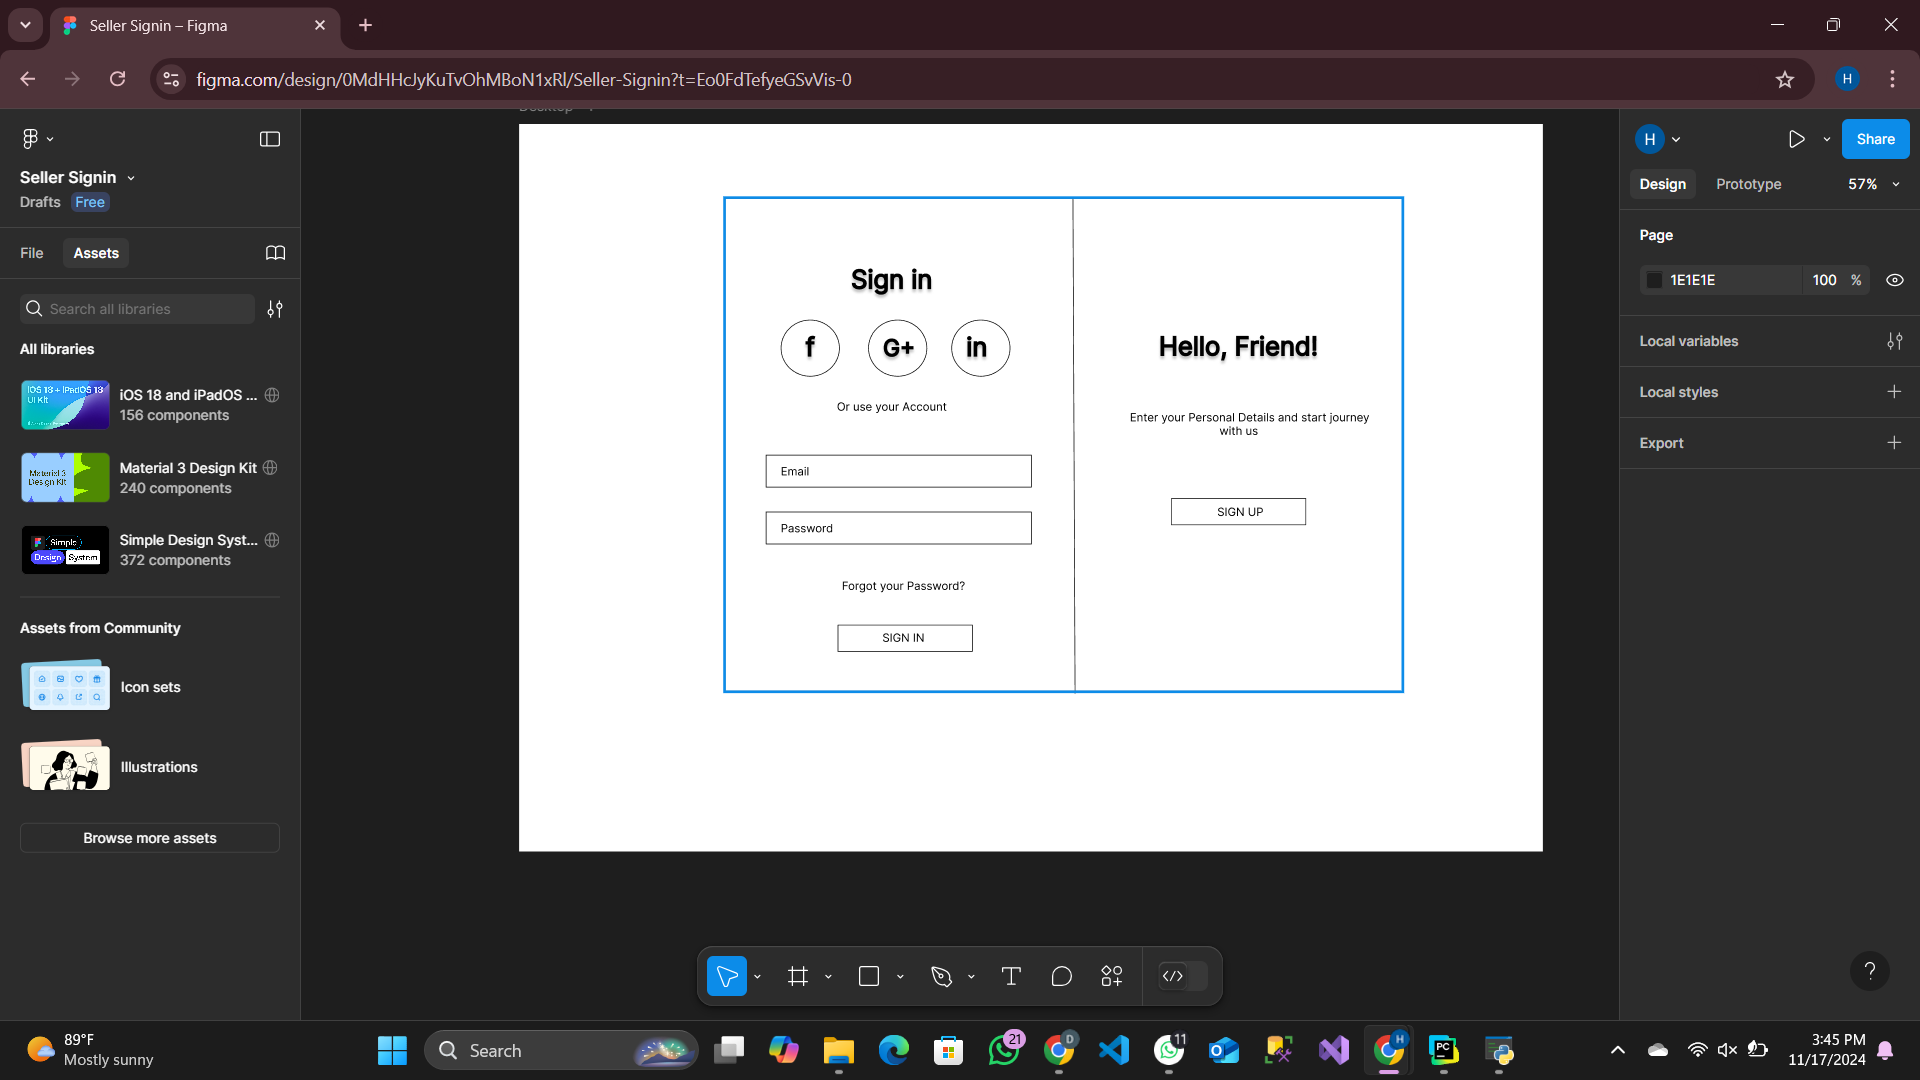 Seller Signin – Figma
figma.com/design/0MdHHcJyKuTvOhMBoN1xRl/Seller-Signin?t=Eo0FdTefyeGSvVis-0
H
Seller Signin
Drafts Free
File Assets
Search all libraries
All libraries
iOS 18 + iPadOS 18
UI Kit
iOS 18 and iPadOS ...
156 components
Material 3
Design Kit
Material 3 Design Kit
240 components
Simple
Design System
Simple Design Syst...
372 components
Assets from Community
Icon sets
Illustrations
Browse more assets
Sign in
f G+ in
Or use your Account
Email
Password
Forgot your Password?
SIGN IN
Hello, Friend!
Enter your Personal Details and start journey
with us
SIGN UP
H
Share
Design Prototype 57%
Page
1E1E1E 100 %
Local variables
Local styles
Export
?
89°F
Mostly sunny
Search
21
D
11
H
PC
3:45 PM
11/17/2024